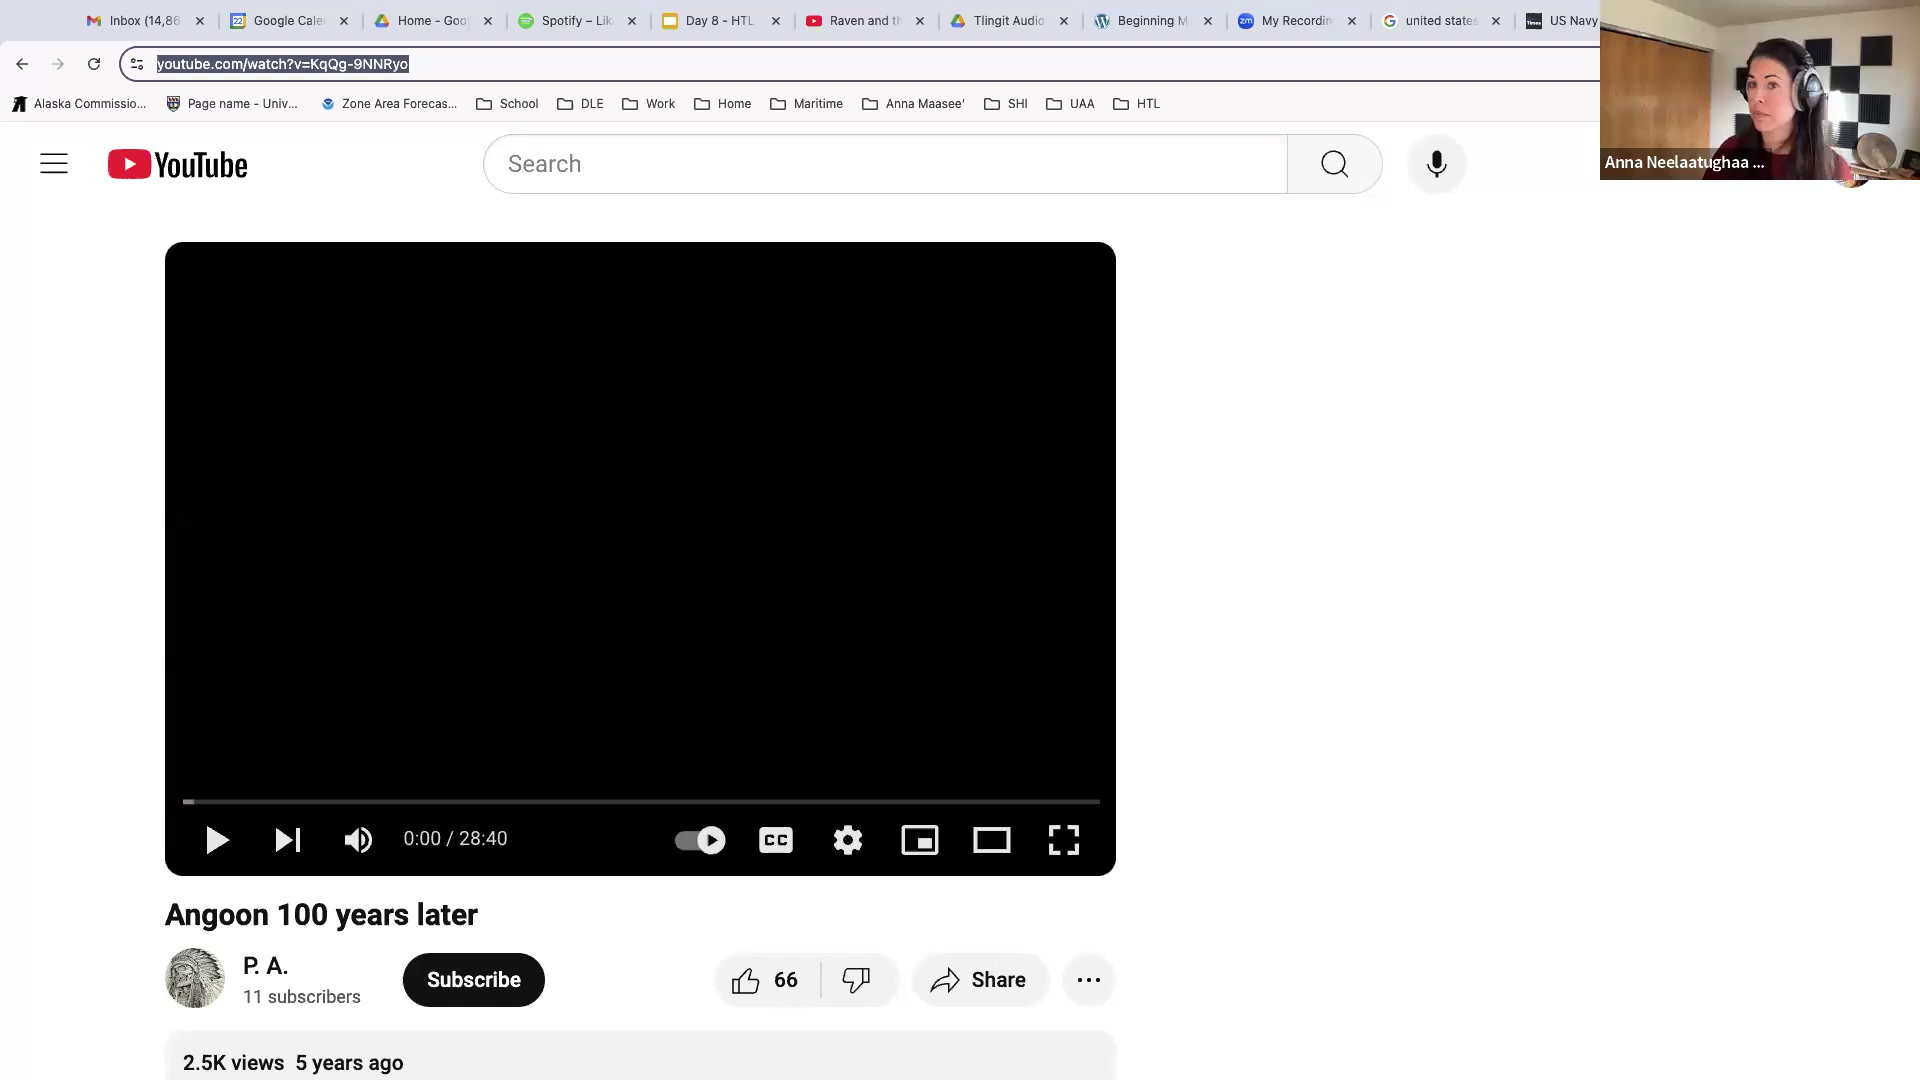 Inbox (14,86
Google Cale
Home - Goo
Spotify – Lik
Day 8 - HTL
Raven and th
Tlingit Audio
Beginning M
My Recordin
united states
US Navy
youtube.com/watch?v=KqQg-9NNRyo
Alaska Commissio...
Page name - Univ...
Zone Area Forecas...
School
DLE
Work
Home
Maritime
Anna Maasee'
SHI
UAA
HTL
Anna Neelaatughaa ...
YouTube
Search
0:00 / 28:40
CC
Angoon 100 years later
P. A.
11 subscribers
Subscribe
66
Share
2.5K views 5 years ago